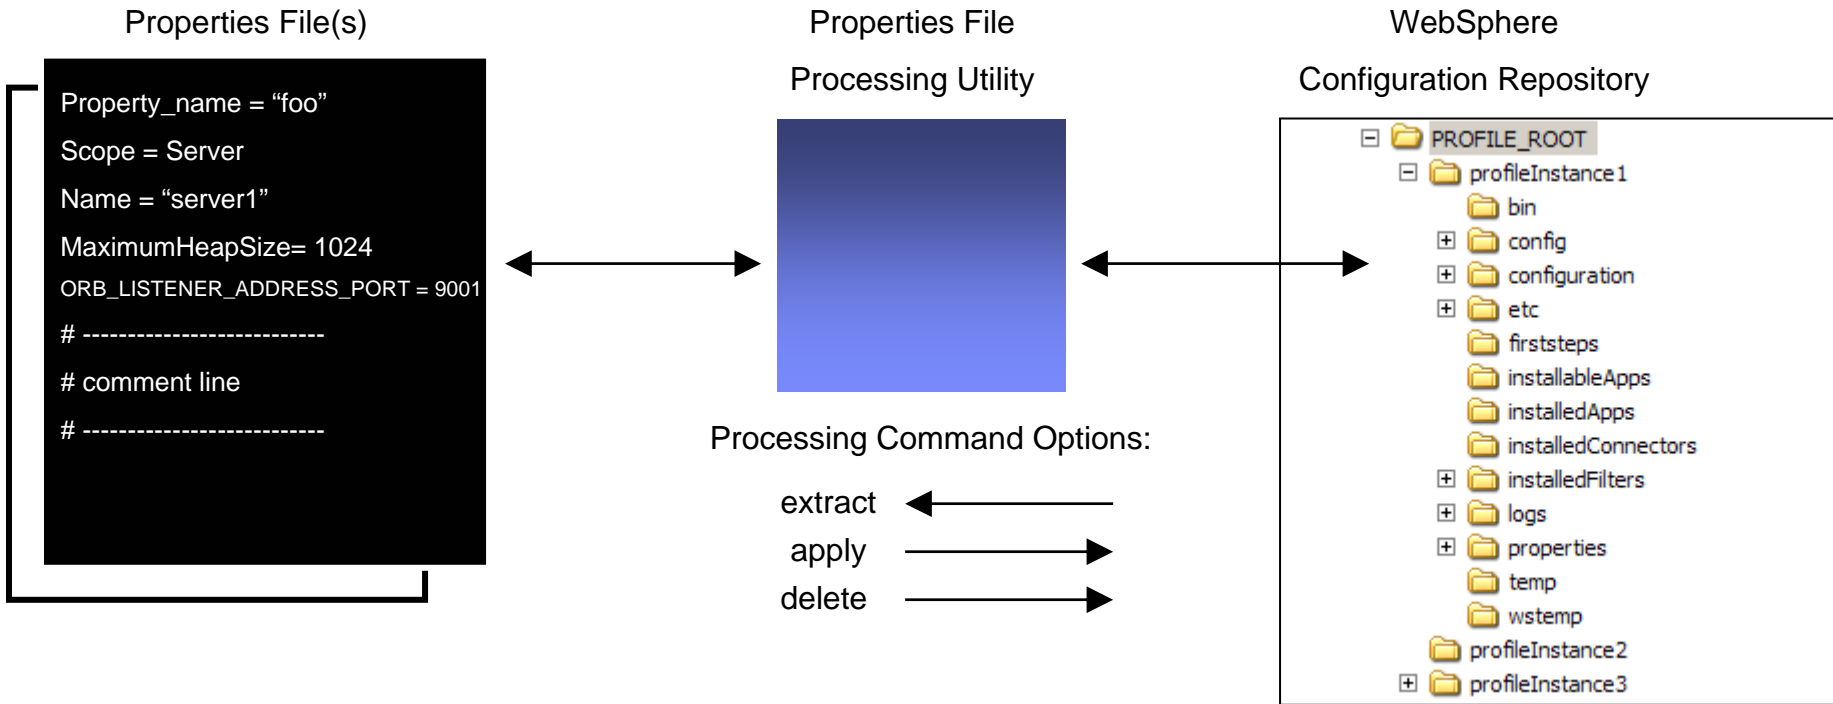 Properties File(s)
Property_name = “foo”
Scope = Server
Name = “server1”
MaximumHeapSize= 1024
ORB_LISTENER_ADDRESS_PORT = 9001
# ---------------------------
# comment line
# ---------------------------
Properties File
Processing Utility
Processing Command Options:
extract
apply
delete
WebSphere
Configuration Repository
PROFILE_ROOT
profileInstance1
bin
config
configuration
etc
firststeps
installableApps
installedApps
installedConnectors
installedFilters
logs
properties
temp
wstemp
profileInstance2
profileInstance3